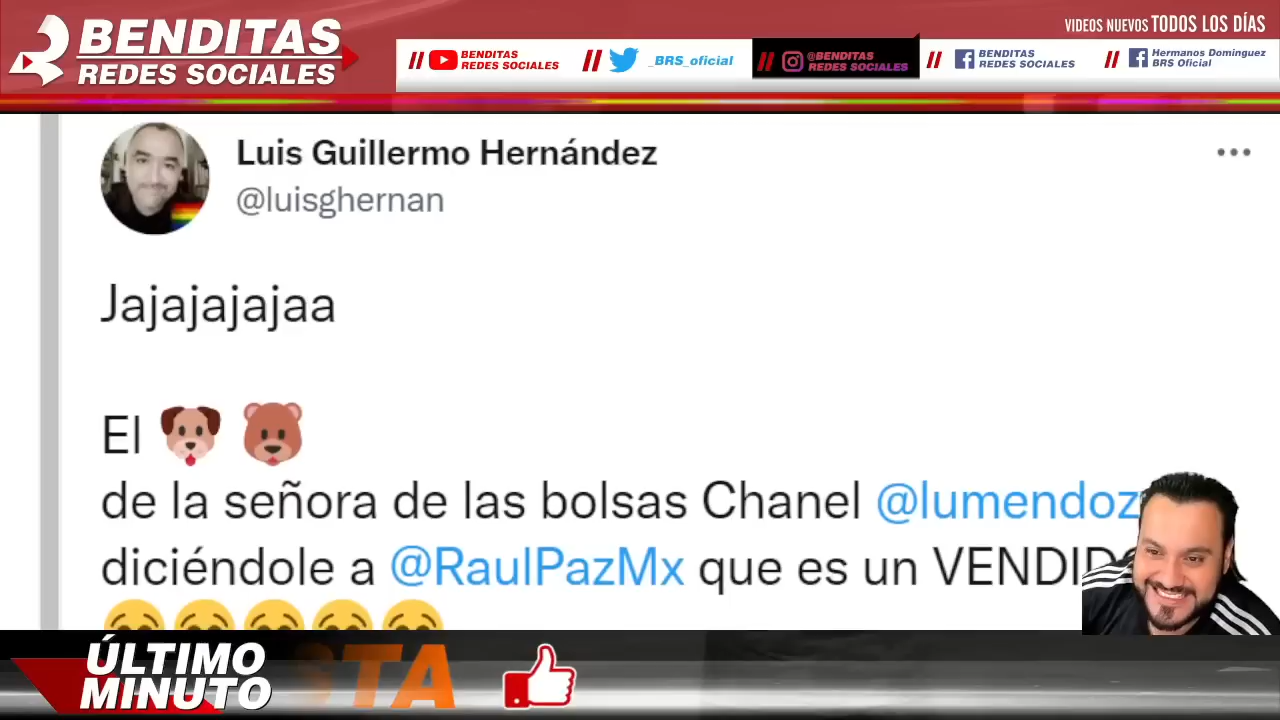 BENDITAS
REDES SOCIALES
VIDEOS NUEVOS TODOS LOS DÍAS
// BENDITAS
REDES SOCIALES
// _BRS_oficial
// @BENDITAS
REDES SOCIALES
// BENDITAS
REDES SOCIALES
// Hermanos Dominguez
BRS Oficial
Luis Guillermo Hernández
@luisghernan
Jajajajajaa
El
de la señora de las bolsas Chanel @lumendoz
diciéndole a @RaulPazMx que es un
ÚLTIMO
MINUTO